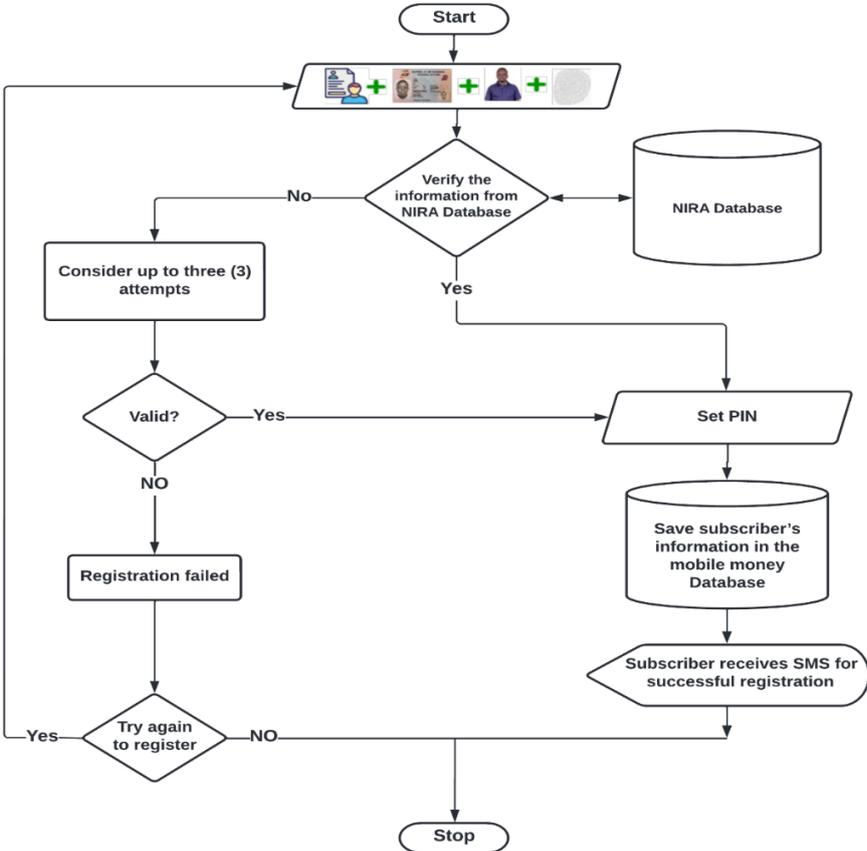 Start
Verify the
information from
NIRA Database
NIRA Database
No
Consider up to three (3)
attempts
Yes
Valid?
Yes
Set PIN
NO
Save subscriber's
information in the
mobile money
Database
Registration failed
Subscriber receives SMS for
successful registration
Try again
to register
Yes
NO
Stop